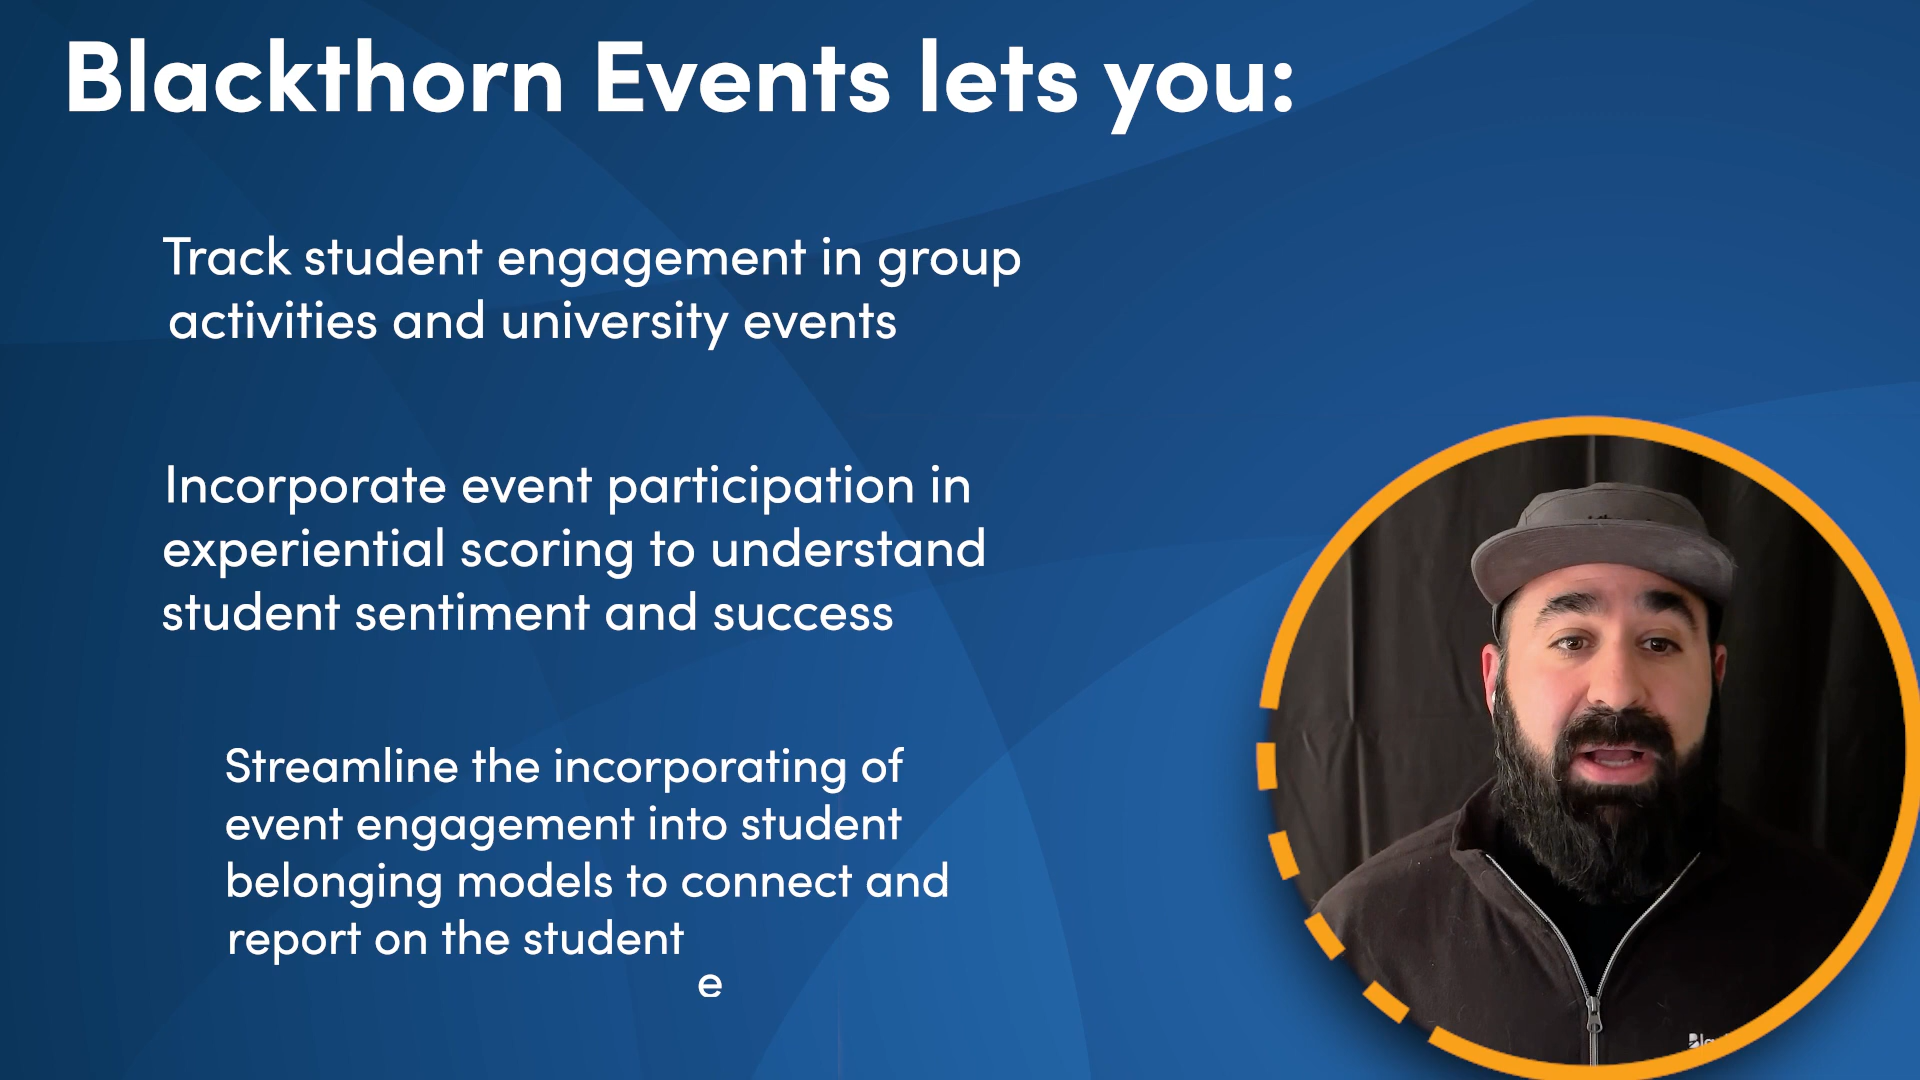 Blackthorn Events lets you:
Track student engagement in group
activities and university events
Incorporate event participation in
experiential scoring to understand
student sentiment and success
Streamline the incorporating of
event engagement into student
belonging models to connect and
report on the student
e